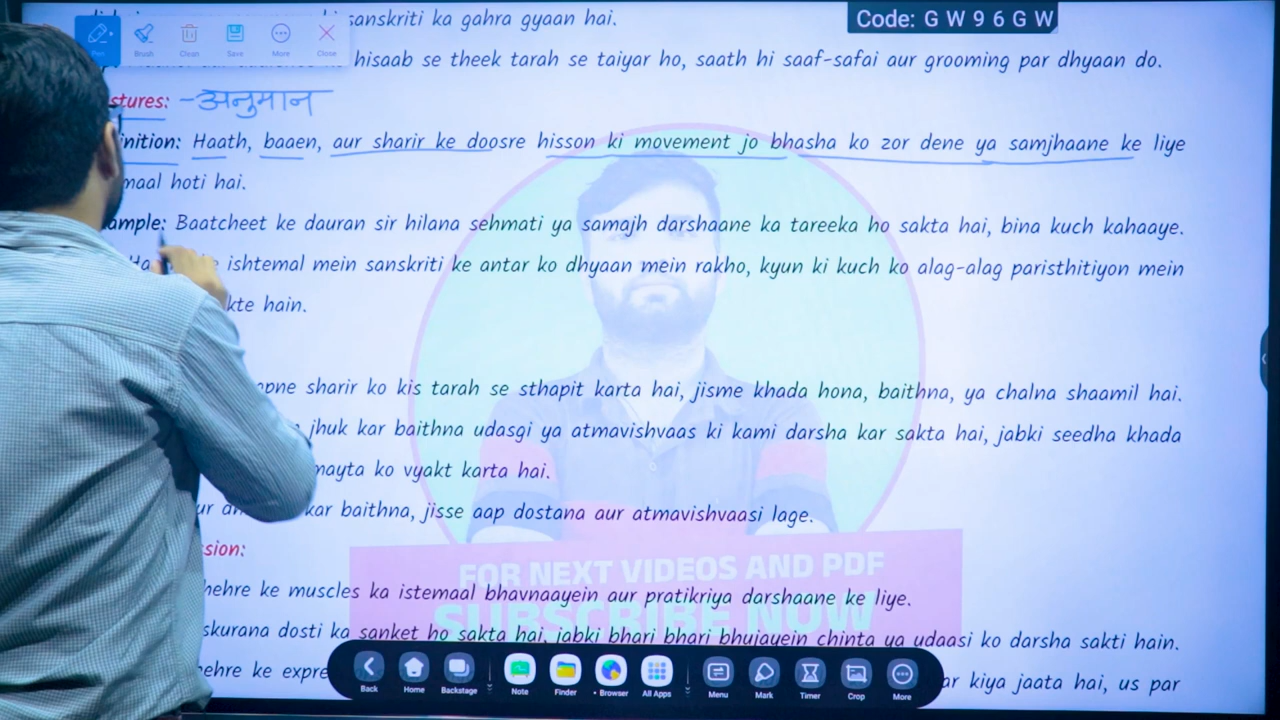 sanskriti ka gahra gyaan hai.
Code: G W 9 6 G W
Pen Brush Clean Save More Close
hisaab se theek tarah se taiyar ho, saath hi saaf-safai aur grooming par dhyaan do.
stures: - अनुमान
inition: Haath, baaen, aur sharir ke doosre hisson ki movement jo bhasha ko zor dene ya samjhaane ke liye
maal hoti hai.
ample: Baatcheet ke dauran sir hilana sehmati ya samajh darshaane ka tareeka ho sakta hai, bina kuch kahaaye.
Ha ishtemal mein sanskriti ke antar ko dhyaan mein rakho, kyun ki kuch ko alag-alag paristhitiyon mein
kte hain.
apne sharir ko kis tarah se sthapit karta hai, jisme khada hona, baithna, ya chalna shaamil hai.
jhuk kar baithna udasgi ya atmavishvaas ki kami darsha kar sakta hai, jabki seedha khada
mayta ko vyakt karta hai.
ur kar baithna, jisse aap dostana aur atmavishvaasi lage.
sion:
FOR NEXT VIDEOS AND PDF
hehre ke muscles ka istemaal bhavnaayein aur pratikriya darshaane ke liye.
SUBSCRIBE NOW
skurana dosti ka sanket ho sakta hai, jabki bhari bhari bhujayein chinta ya udaasi ko darsha sakti hain.
hehre ke expre ar kiya jaata hai, us par
Back Home Backstage Note Finder Browser All Apps Menu Mark Timer Crop More